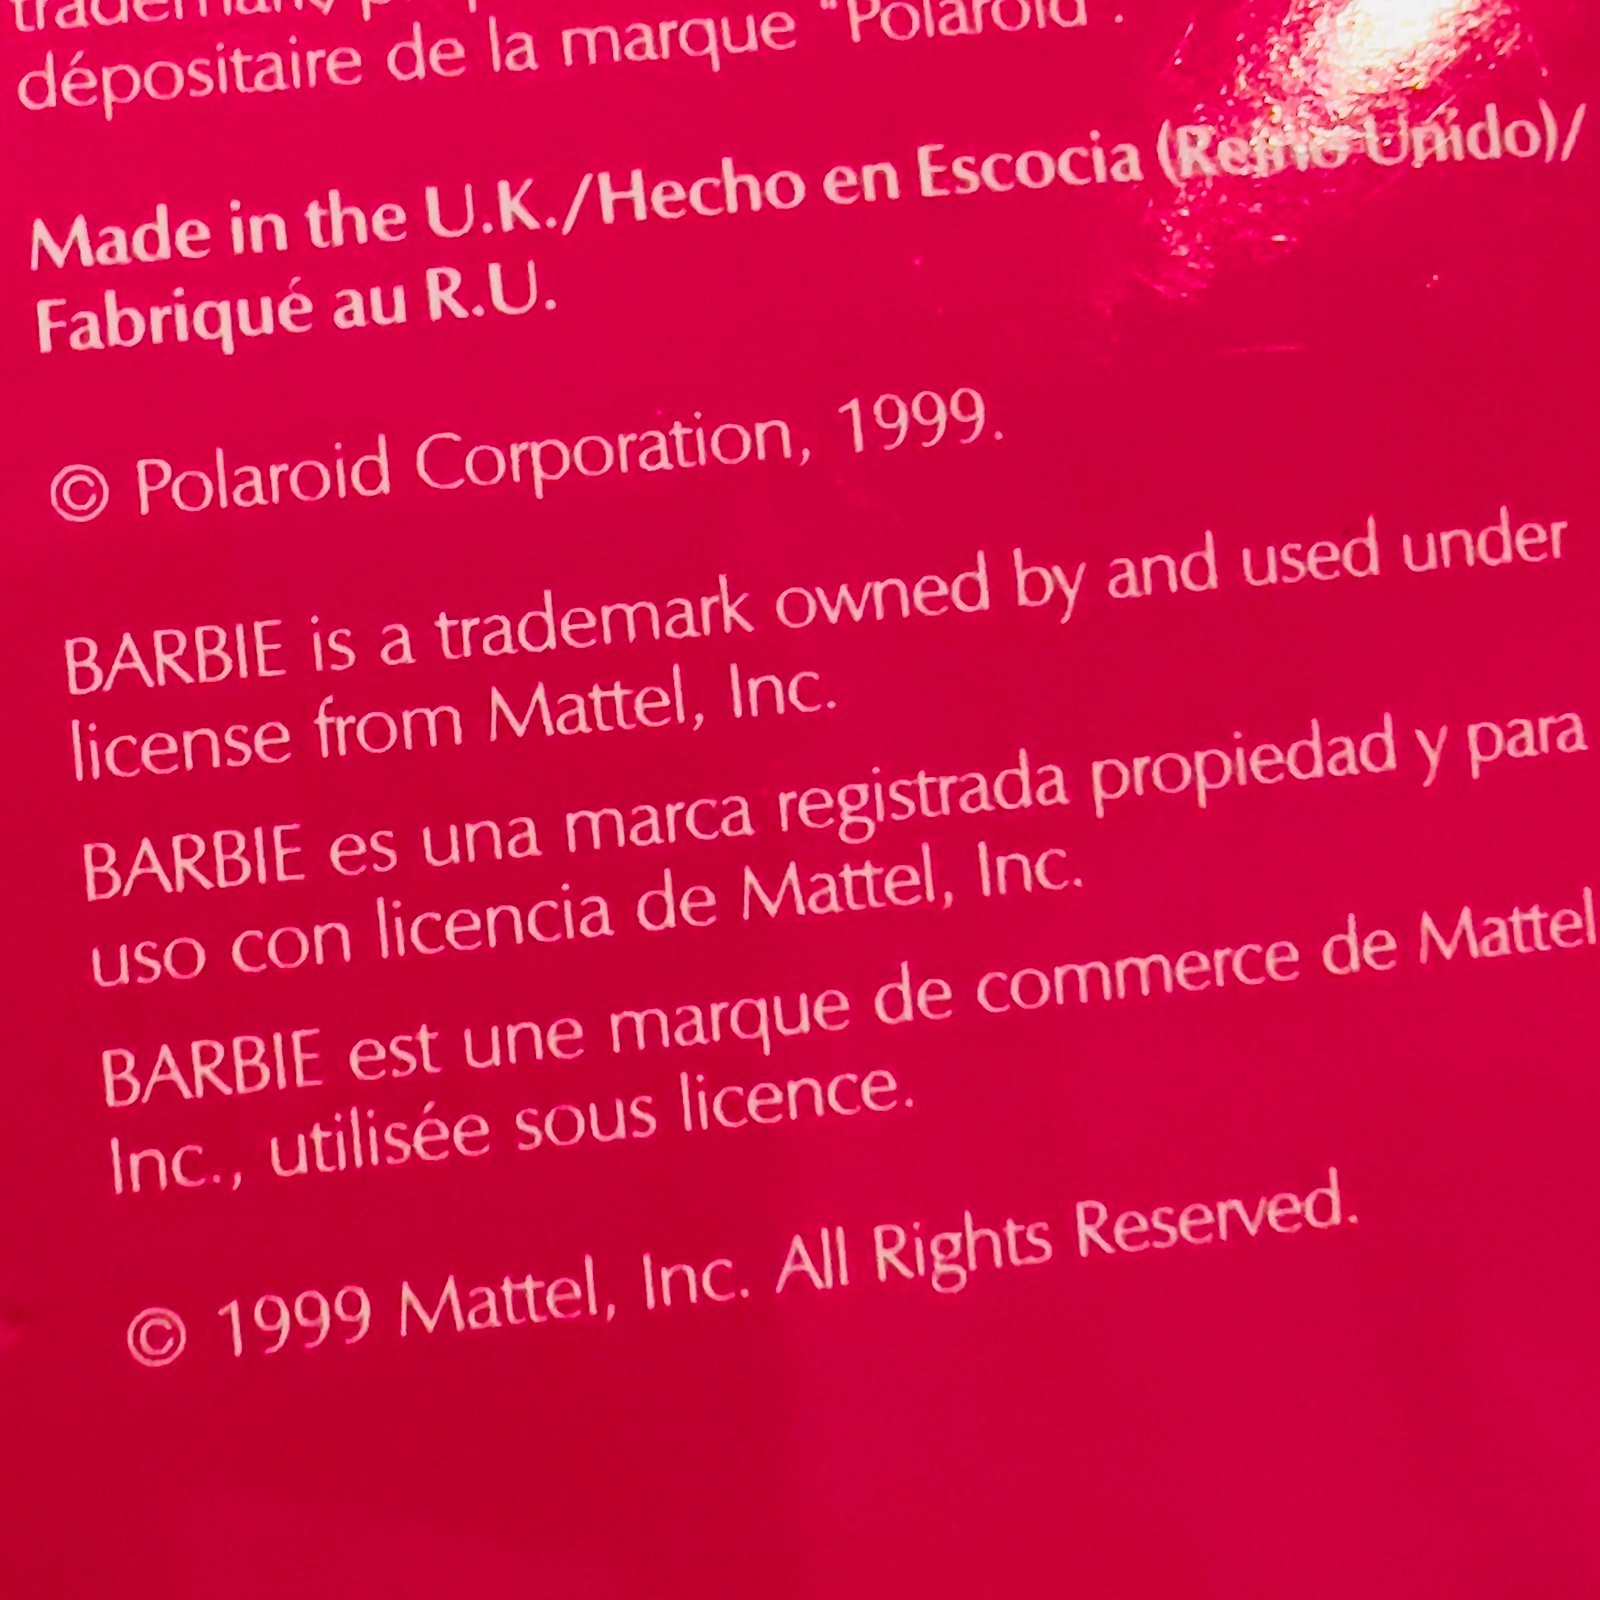 dépositaire de la marque "Polaroid".
Made in the U.K./Hecho en Escocia (Reino Unido)/
Fabriqué au R.U.
© Polaroid Corporation, 1999.
BARBIE is a trademark owned by and used under
license from Mattel, Inc.
BARBIE es una marca registrada propiedad y para
uso con licencia de Mattel, Inc.
BARBIE est une marque de commerce de Mattel
Inc., utilisée sous licence.
© 1999 Mattel, Inc. All Rights Reserved.